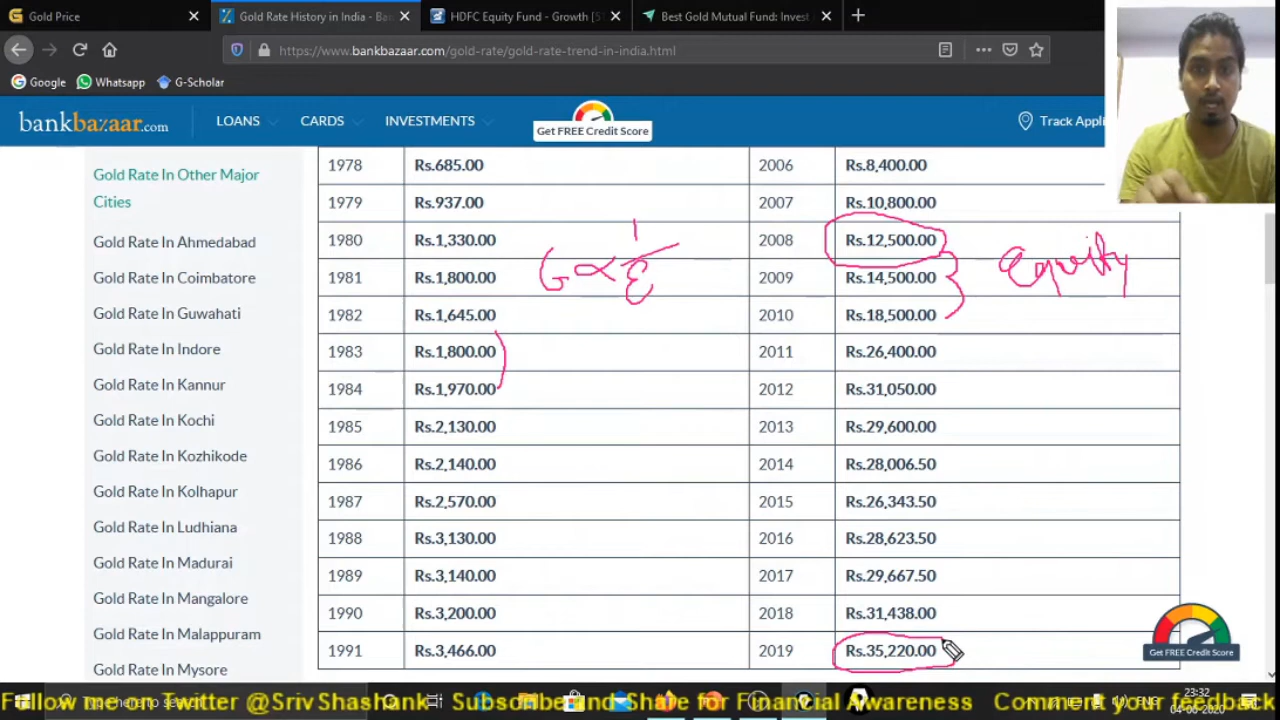 Gold Price
Gold Rate History in India - Ba
HDFC Equity Fund - Growth [5
Best Gold Mutual Fund: Invest
https://www.bankbazaar.com/gold-rate/gold-rate-trend-in-india.html
Google Whatsapp G-Scholar
bankbazaar.com LOANS CARDS INVESTMENTS Get FREE Credit Score Track Appli
Gold Rate In Other Major
Cities
Gold Rate In Ahmedabad
Gold Rate In Coimbatore
Gold Rate In Guwahati
Gold Rate In Indore
Gold Rate In Kannur
Gold Rate In Kochi
Gold Rate In Kozhikode
Gold Rate In Kolhapur
Gold Rate In Ludhiana
Gold Rate In Madurai
Gold Rate In Mangalore
Gold Rate In Malappuram
Gold Rate In Mysore
1978 Rs.685.00 2006 Rs.8,400.00
1979 Rs.937.00 2007 Rs.10,800.00
1980 Rs.1,330.00 2008 Rs.12,500.00
1981 Rs.1,800.00 2009 Rs.14,500.00
1982 Rs.1,645.00 2010 Rs.18,500.00
1983 Rs.1,800.00 2011 Rs.26,400.00
1984 Rs.1,970.00 2012 Rs.31,050.00
1985 Rs.2,130.00 2013 Rs.29,600.00
1986 Rs.2,140.00 2014 Rs.28,006.50
1987 Rs.2,570.00 2015 Rs.26,343.50
1988 Rs.3,130.00 2016 Rs.28,623.50
1989 Rs.3,140.00 2017 Rs.29,667.50
1990 Rs.3,200.00 2018 Rs.31,438.00
1991 Rs.3,466.00 2019 Rs.35,220.00
G ∝ 1/E
Equity
Get FREE Credit Score
Follow me on Twitter @SrivShashank Subscribe and Share for Financial Awareness Comment your feedback
ENG
23:32
04-06-2020